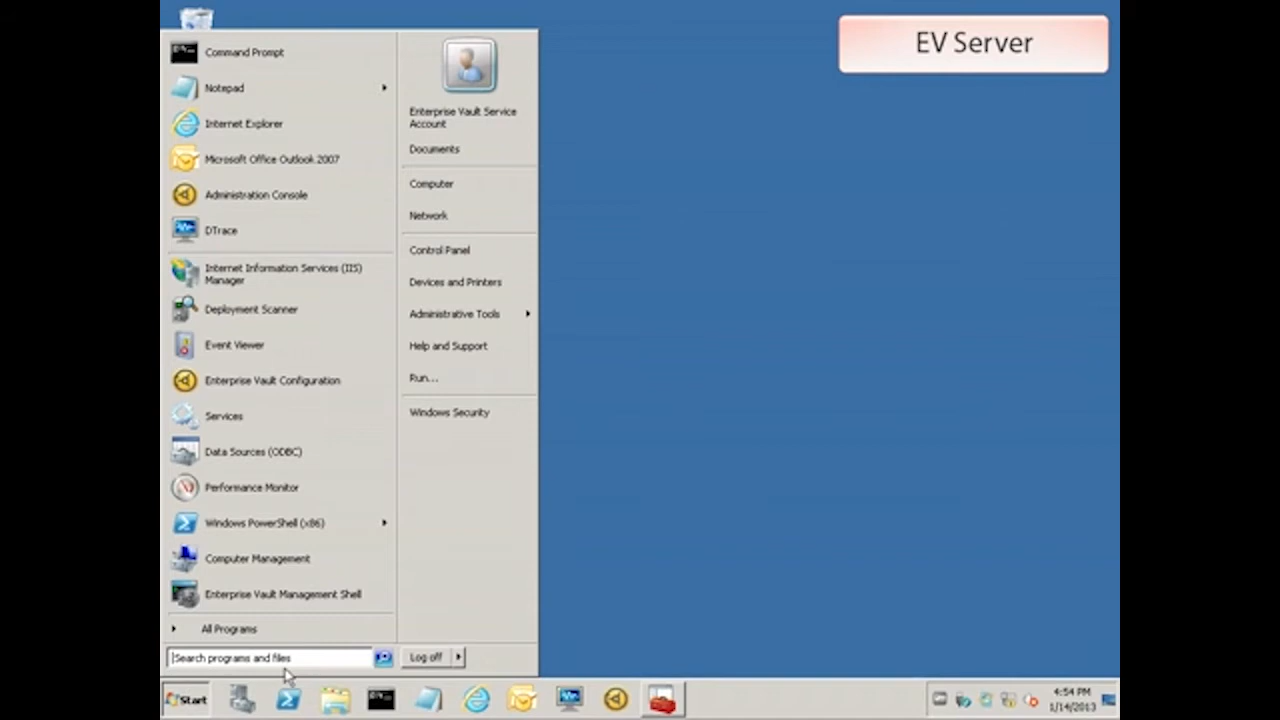 EV Server
Command Prompt
Notepad
Internet Explorer
Microsoft Office Outlook 2007
Administration Console
DTrace
Internet Information Services (IIS)
Manager
Deployment Scanner
Event Viewer
Enterprise Vault Configuration
Services
Data Sources (ODBC)
Performance Monitor
Windows PowerShell (x86)
Computer Management
Enterprise Vault Management Shell
All Programs
Search programs and files
Enterprise Vault Service
Account
Documents
Computer
Network
Control Panel
Devices and Printers
Administrative Tools
Help and Support
Run...
Windows Security
Log off
Start
4:54 PM
1/14/2013